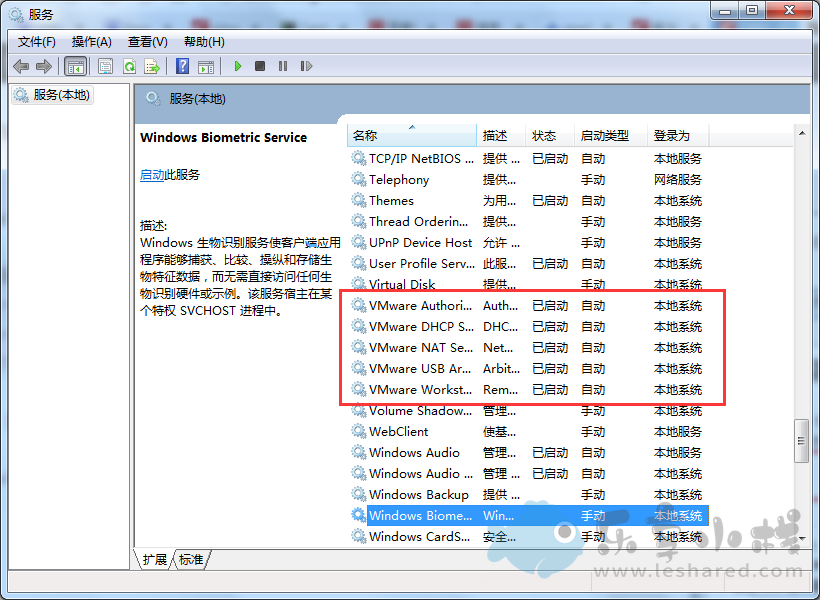 服务
文件(F) 操作(A) 查看(V) 帮助(H)
服务(本地)
服务(本地)
Windows Biometric Service
启动此服务
描述:
Windows 生物识别服务使客户端应用
程序能够捕获、比较、操纵和存储生
物特征数据，而无需直接访问任何生
物识别硬件或示例。该服务宿主在某
个特权 SVCHOST 进程中。
名称 描述 状态 启动类型 登录为
TCP/IP NetBIOS ... 提供 ... 已启动 自动 本地服务
Telephony 提供... 手动 网络服务
Themes 为用... 已启动 自动 本地系统
Thread Orderin... 提供... 手动 本地服务
UPnP Device Host 允许 ... 手动 本地服务
User Profile Serv... 此服... 已启动 自动 本地系统
Virtual Disk 提供... 手动 本地系统
VMware Authori... Auth... 已启动 自动 本地系统
VMware DHCP S... DHC... 已启动 自动 本地系统
VMware NAT Se... Net... 已启动 自动 本地系统
VMware USB Ar... Arbit... 已启动 自动 本地系统
VMware Workst... Rem... 已启动 自动 本地系统
Volume Shadow... 管理... 手动 本地系统
WebClient 使基... 手动 本地服务
Windows Audio 管理... 已启动 自动 本地服务
Windows Audio ... 管理 ... 已启动 自动 本地系统
Windows Backup 提供 ... 手动 本地系统
Windows Biome... Win... 手动 本地系统
Windows CardS... 安全... 手动 本地系统
扩展 标准
乐享小栈
www.leshared.com